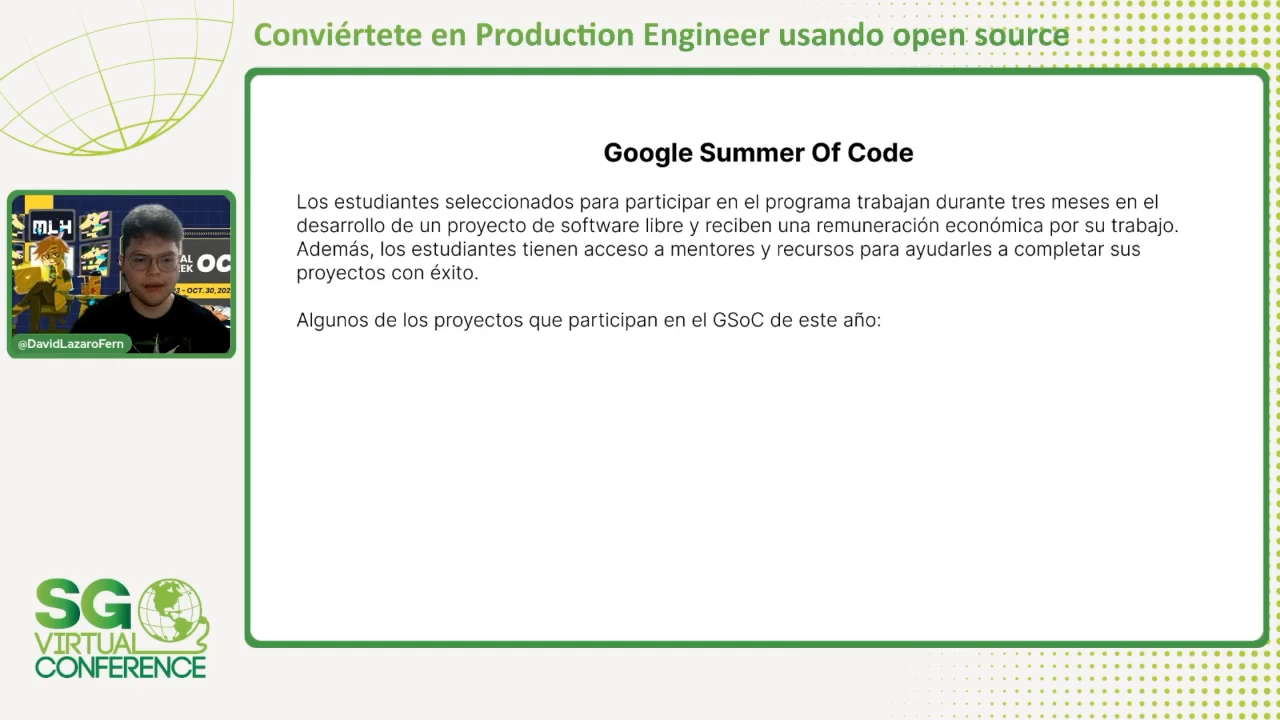 Conviértete en Production Engineer usando open source
Google Summer Of Code
Los estudiantes seleccionados para participar en el programa trabajan durante tres meses en el
desarrollo de un proyecto de software libre y reciben una remuneración económica por su trabajo.
Además, los estudiantes tienen acceso a mentores y recursos para ayudarles a completar sus
proyectos con éxito.
Algunos de los proyectos que participan en el GSoC de este año:
MLH
OC
@DavidLazaroFern
SG
VIRTUAL
CONFERENCE